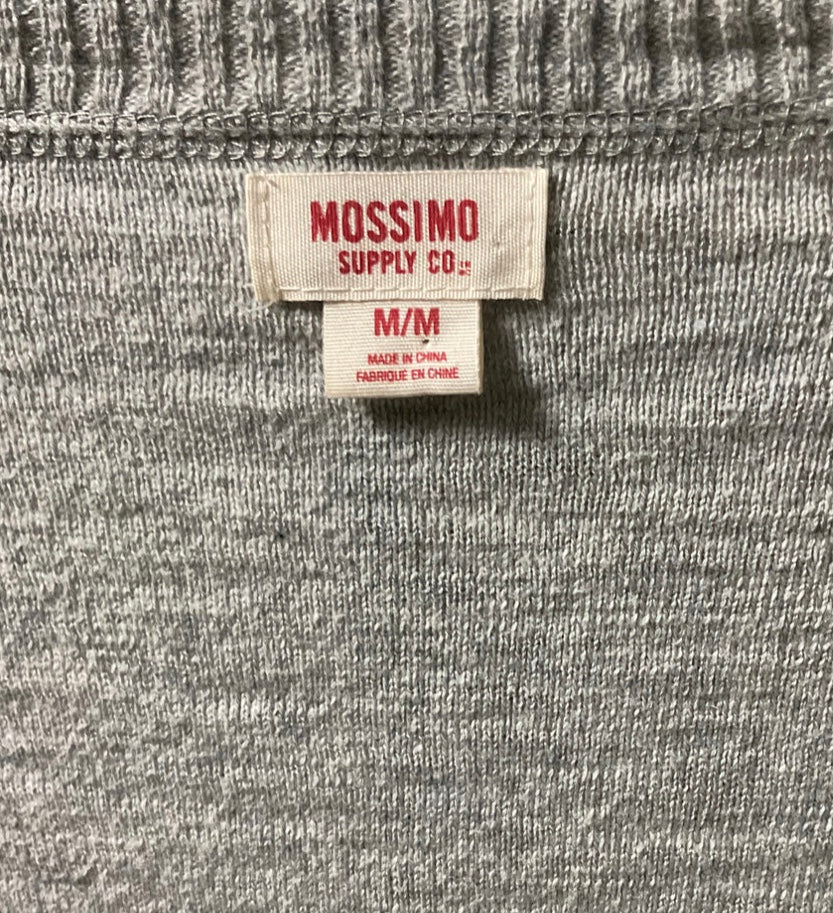 MOSSIMO
SUPPLY CO.
M/M
MADE IN CHINA
FABRIQUE EN CHINE